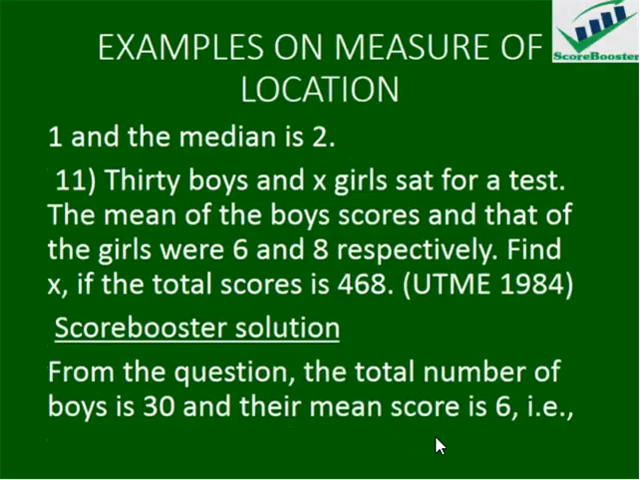 ScoreBooster
EXAMPLES ON MEASURE OF
LOCATION
1 and the median is 2.
11) Thirty boys and x girls sat for a test.
The mean of the boys scores and that of
the girls were 6 and 8 respectively. Find
x, if the total scores is 468. (UTME 1984)
Scorebooster solution
From the question, the total number of
boys is 30 and their mean score is 6, i.e.,